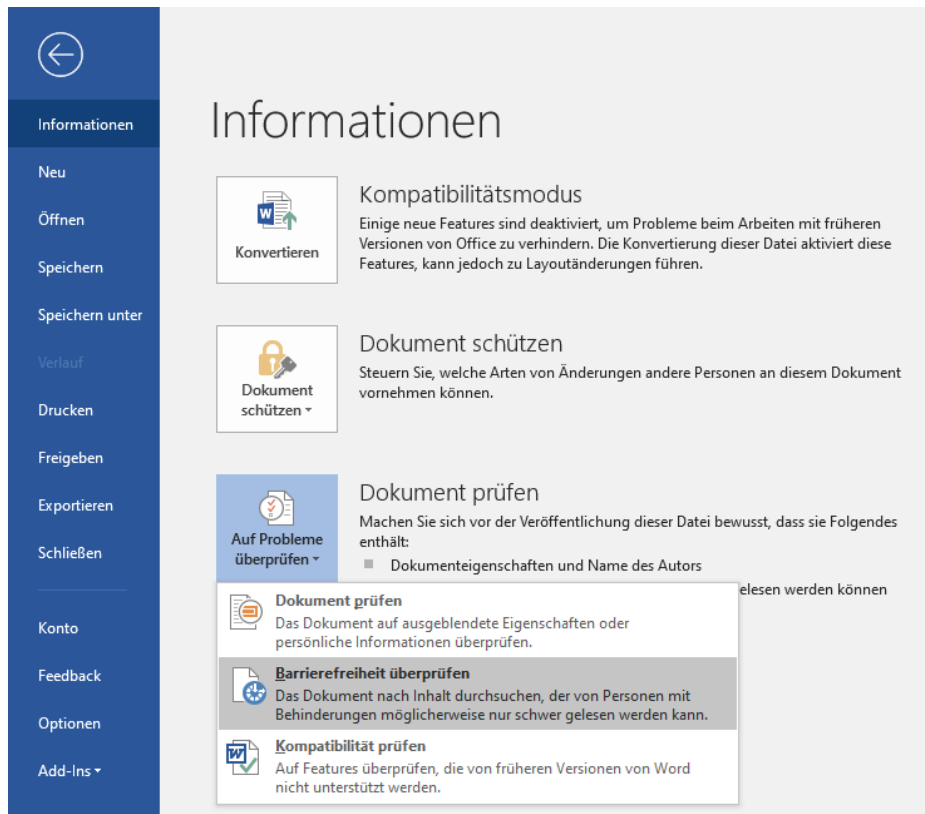 Informationen
Neu
Öffnen
Speichern
Speichern unter
Verlauf
Drucken
Freigeben
Exportieren
Schließen
Konto
Feedback
Optionen
Add-Ins
Informationen
Konvertieren
Kompatibilitätsmodus
Einige neue Features sind deaktiviert, um Probleme beim Arbeiten mit früheren
Versionen von Office zu verhindern. Die Konvertierung dieser Datei aktiviert diese
Features, kann jedoch zu Layoutänderungen führen.
Dokument
schützen
Dokument schützen
Steuern Sie, welche Arten von Änderungen andere Personen an diesem Dokument
vornehmen können.
Auf Probleme
überprüfen
Dokument prüfen
Machen Sie sich vor der Veröffentlichung dieser Datei bewusst, dass sie Folgendes
enthält:
Dokumenteigenschaften und Name des Autors
elesen werden können
Dokument prüfen
Das Dokument auf ausgeblendete Eigenschaften oder
persönliche Informationen überprüfen.
Barrierefreiheit überprüfen
Das Dokument nach Inhalt durchsuchen, der von Personen mit
Behinderungen möglicherweise nur schwer gelesen werden kann.
Kompatibilität prüfen
Auf Features überprüfen, die von früheren Versionen von Word
nicht unterstützt werden.